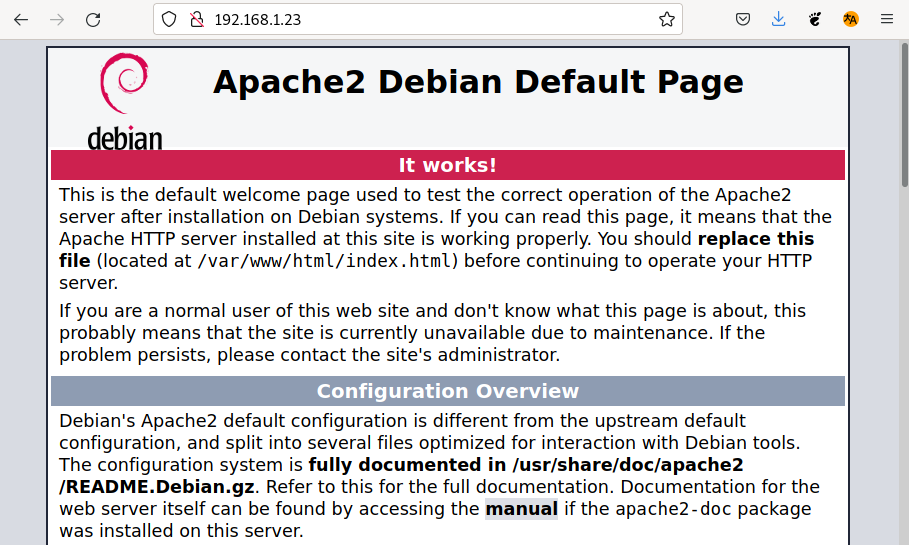 192.168.1.23
Apache2 Debian Default Page
debian
It works!
This is the default welcome page used to test the correct operation of the Apache2
server after installation on Debian systems. If you can read this page, it means that the
Apache HTTP server installed at this site is working properly. You should replace this
file (located at /var/www/html/index.html) before continuing to operate your HTTP
server.
If you are a normal user of this web site and don't know what this page is about, this
probably means that the site is currently unavailable due to maintenance. If the
problem persists, please contact the site's administrator.
Configuration Overview
Debian's Apache2 default configuration is different from the upstream default
configuration, and split into several files optimized for interaction with Debian tools.
The configuration system is fully documented in /usr/share/doc/apache2
/README.Debian.gz. Refer to this for the full documentation. Documentation for the
web server itself can be found by accessing the manual if the apache2-doc package
was installed on this server.